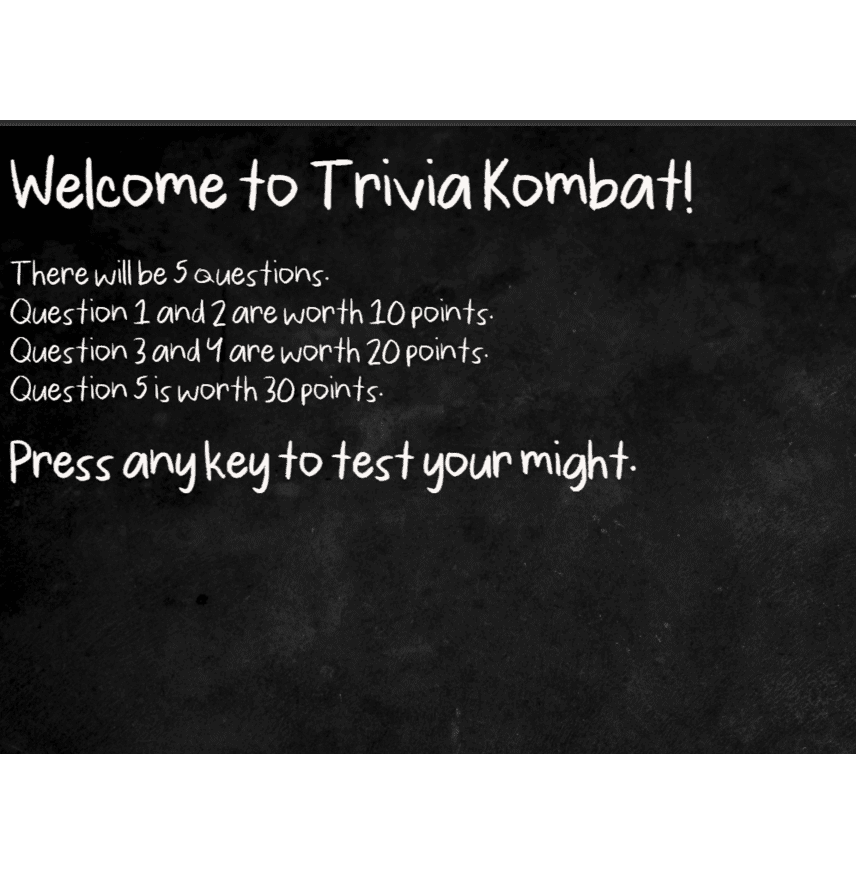 Welcome to Trivia Kombat!
There will be 5 questions.
Question 1 and 2 are worth 10 points.
Question 3 and 4 are worth 20 points.
Question 5 is worth 30 points.
Press any key to test your might.